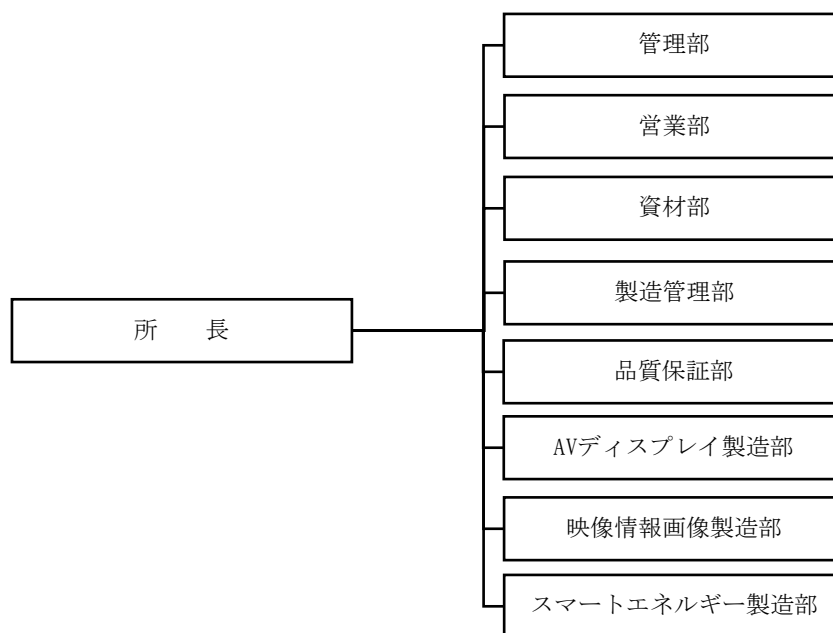 管理部
営業部
資材部
製造管理部
所　　長
品質保証部
AVディスプレイ製造部
映像情報画像製造部
スマートエネルギー製造部